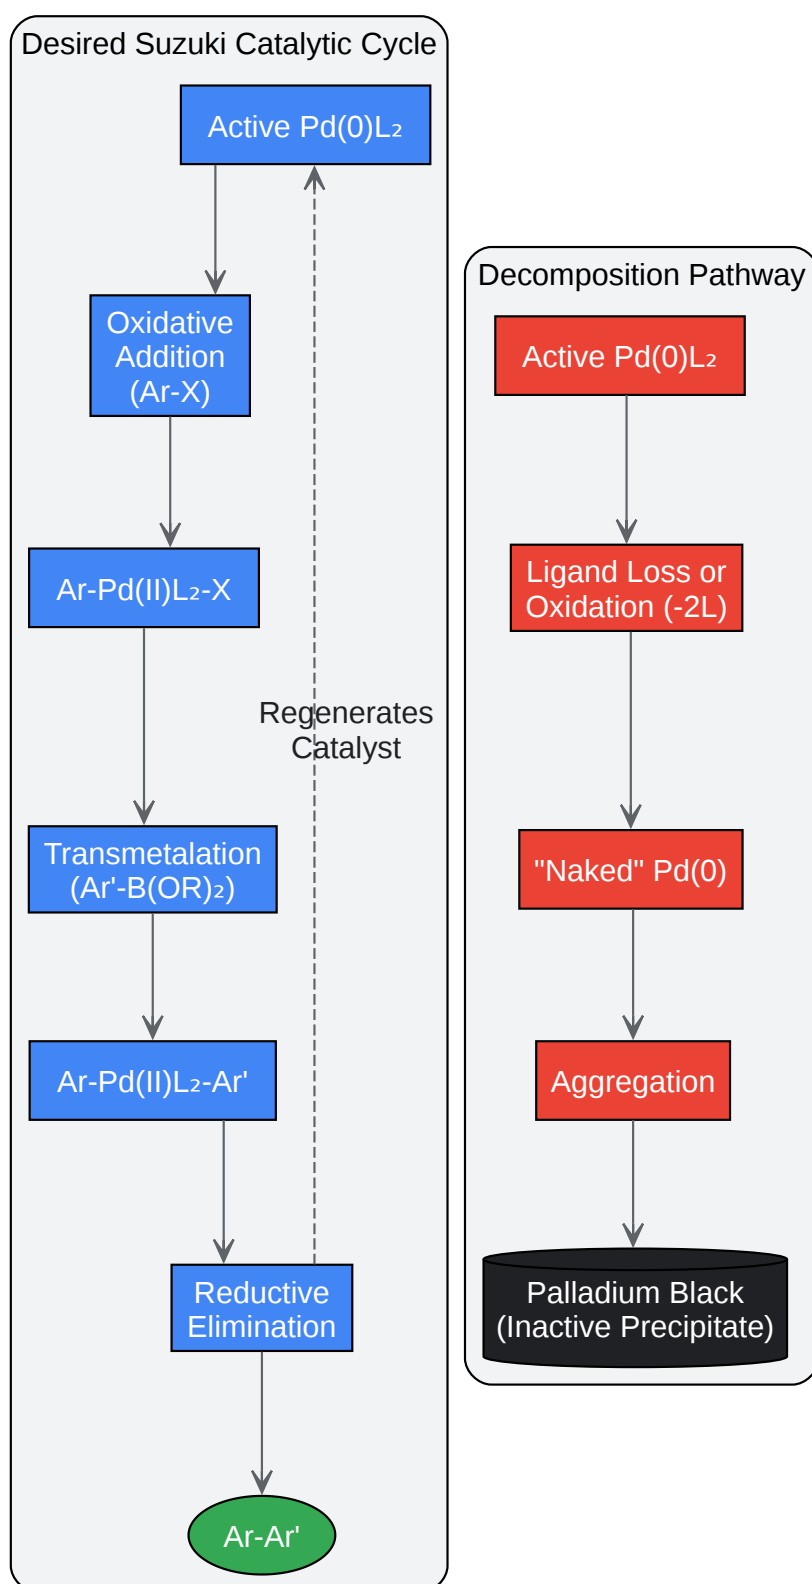 Desired Suzuki Catalytic Cycle
Active Pd(0)L₂
Oxidative
Addition
(Ar-X)
Ar-Pd(II)L₂-X
Regenerates
Catalyst
Transmetalation
(Ar'-B(OR)₂)
Ar-Pd(II)L₂-Ar'
Reductive
Elimination
Ar-Ar'
Decomposition Pathway
Active Pd(0)L₂
Ligand Loss or
Oxidation (-2L)
"Naked" Pd(0)
Aggregation
Palladium Black
(Inactive Precipitate)